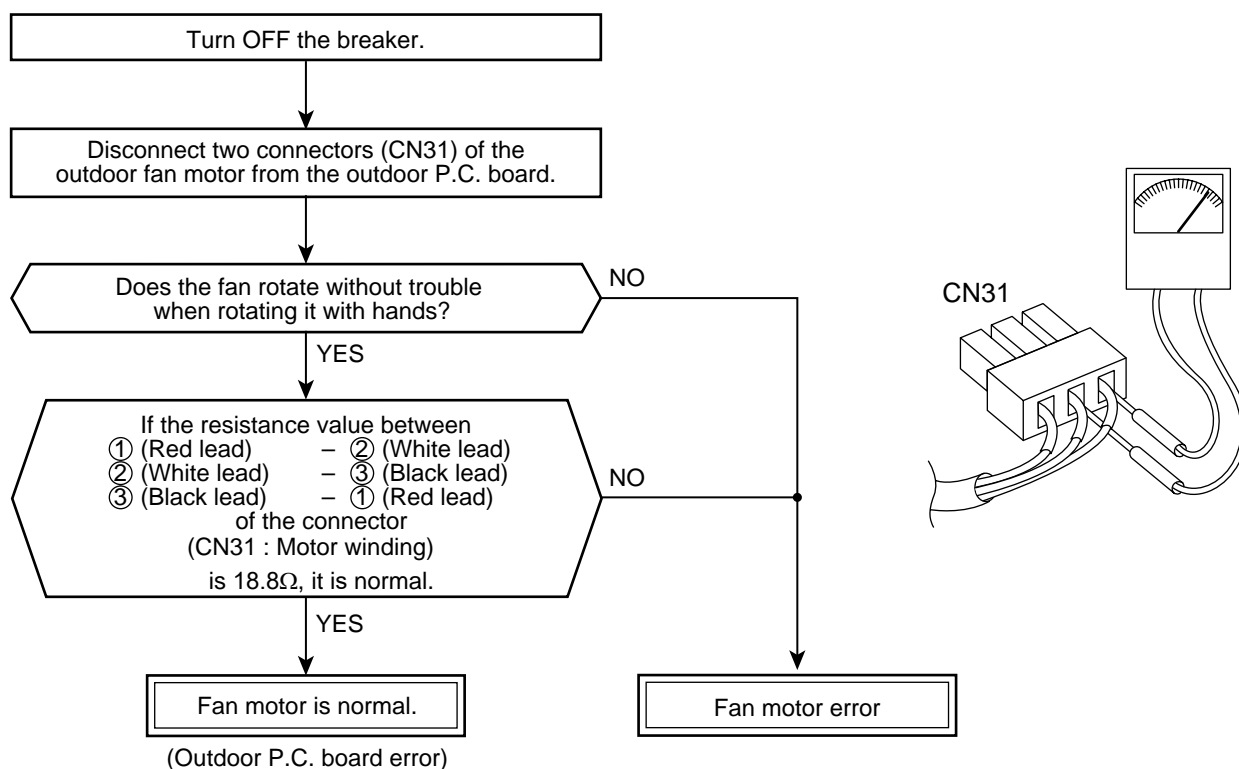 Turn OFF the breaker.
Disconnect two connectors (CN31) of the
outdoor fan motor from the outdoor P.C. board.
Does the fan rotate without trouble
when rotating it with hands?
NO
YES
If the resistance value between
① (Red lead) – ② (White lead)
② (White lead) – ③ (Black lead)
③ (Black lead) – ① (Red lead)
of the connector
(CN31 : Motor winding)
is 18.8Ω, it is normal.
NO
YES
Fan motor is normal.
(Outdoor P.C. board error)
Fan motor error
CN31